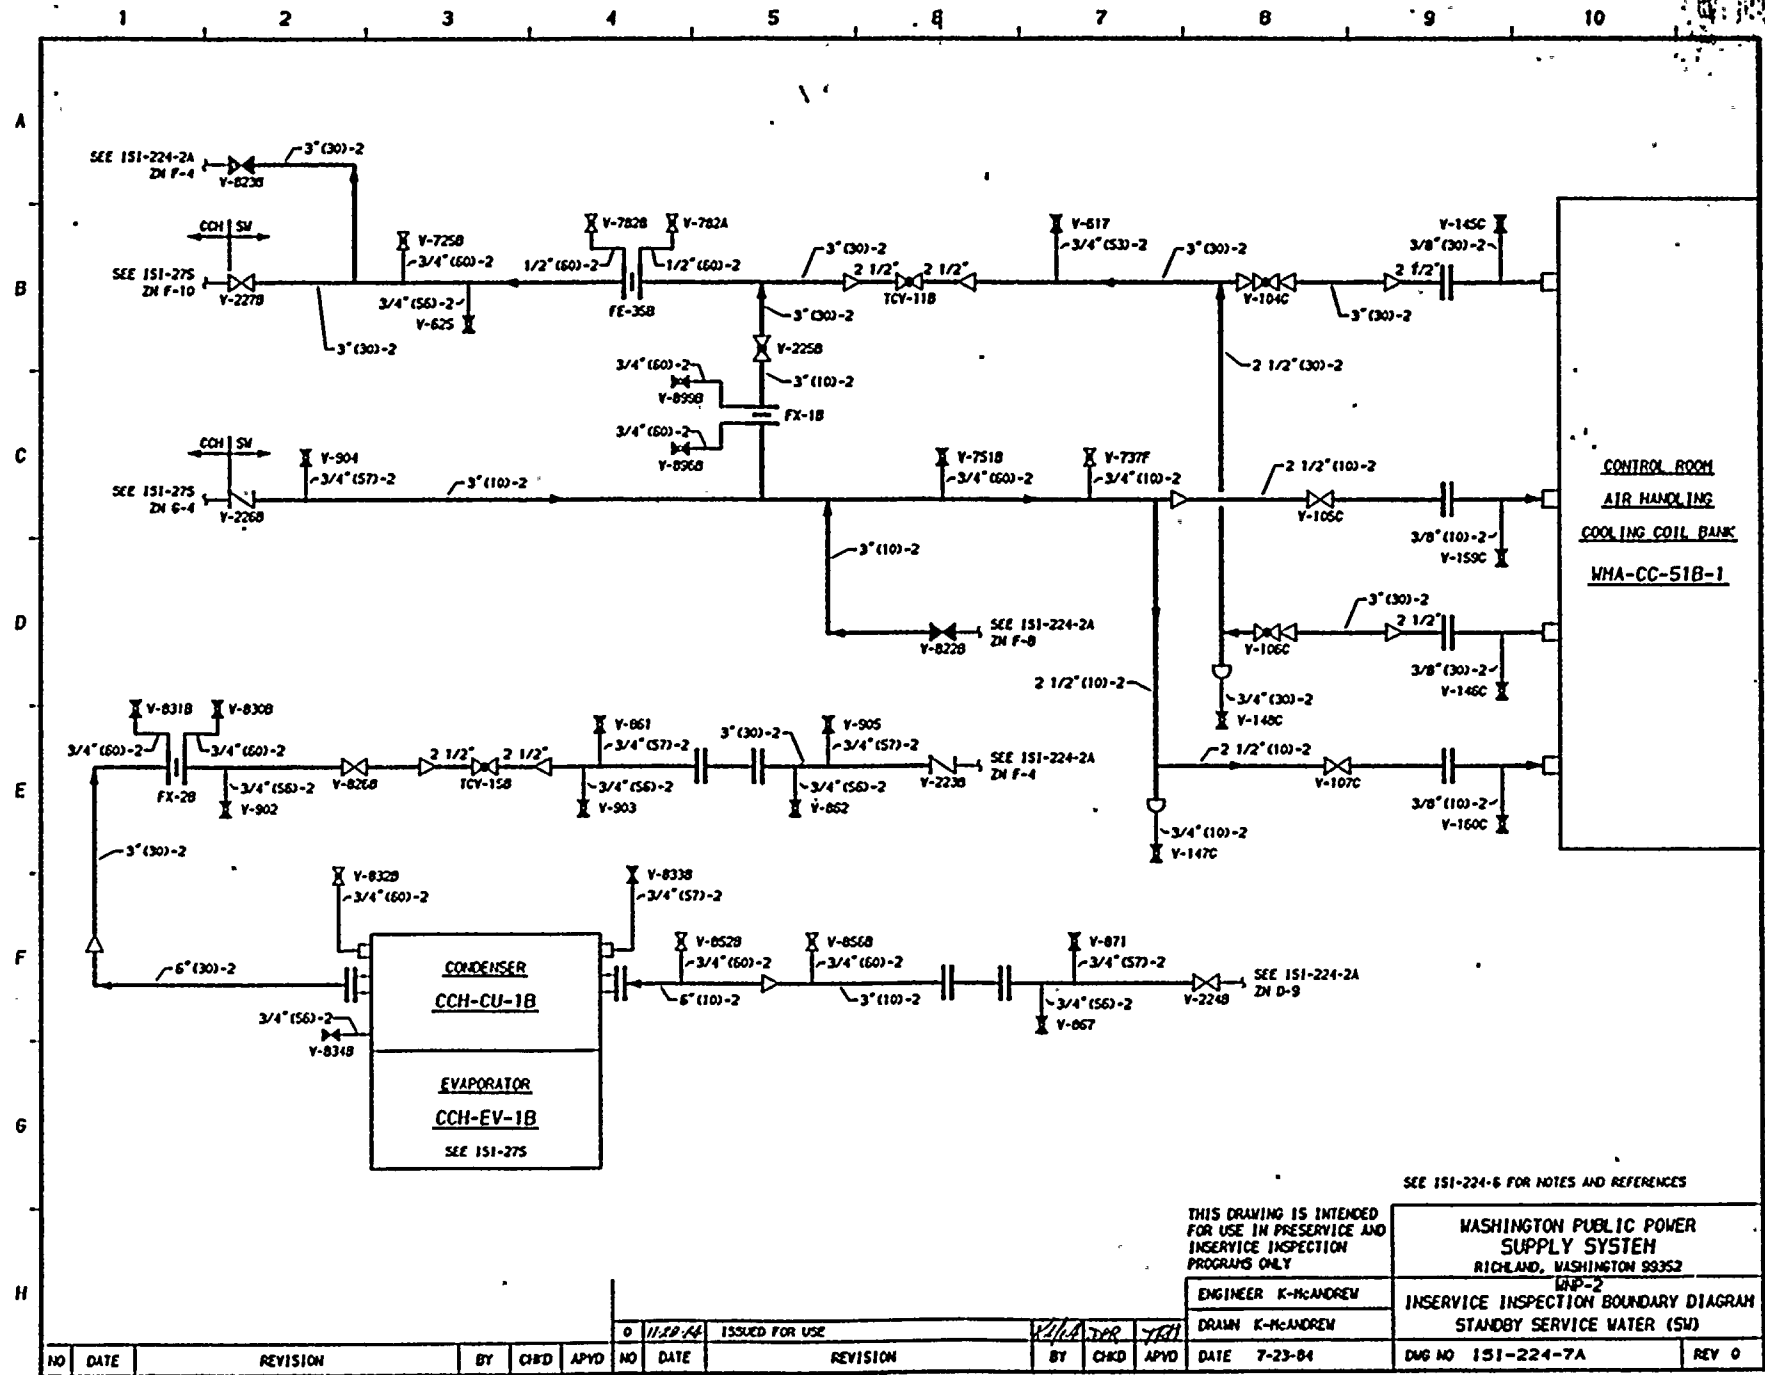 1 2 3 4 5 6 7 8 9 10
A
SEE ISI-224-2A
ZN F-4
V-823B
3"(30)-2
CCH SW
SEE ISI-275
ZN F-10
V-227B
3"(30)-2
V-725B
3/4"(60)-2
3/4"(56)-2
V-625
V-782B
V-782A
1/2"(60)-2
1/2"(60)-2
FE-35B
3"(30)-2
2 1/2"
2 1/2"
TCV-11B
V-617
3/4"(53)-2
3"(30)-2
V-104C
3"(30)-2
2 1/2"
V-145C
3/8"(30)-2
B
3"(30)-2
V-225B
3/4"(60)-2
V-899B
3"(10)-2
FX-1B
3/4"(60)-2
V-896B
2 1/2"(30)-2
C
CCH SW
SEE ISI-275
ZN G-4
V-226B
V-904
3/4"(57)-2
3"(10)-2
V-751B
3/4"(60)-2
V-737F
3/4"(10)-2
2 1/2"(10)-2
V-105C
3/8"(10)-2
V-159C
CONTROL ROOM
AIR HANDLING
COOLING COIL BANK
WMA-CC-51B-1
3"(10)-2
D
V-822B
SEE ISI-224-2A
ZN F-8
3"(30)-2
2 1/2"
V-106C
3/8"(30)-2
V-146C
2 1/2"(10)-2
3/4"(30)-2
V-148C
E
V-831B
V-830B
3/4"(60)-2
3/4"(60)-2
FX-2B
3/4"(56)-2
V-902
V-826B
2 1/2"
2 1/2"
TCV-15B
V-861
3/4"(57)-2
3/4"(56)-2
V-903
3"(30)-2
V-905
3/4"(57)-2
3/4"(56)-2
V-862
V-223B
SEE ISI-224-2A
ZN F-4
2 1/2"(10)-2
V-107C
3/8"(10)-2
V-160C
3/4"(10)-2
V-147C
3"(30)-2
F
V-832B
3/4"(60)-2
V-833B
3/4"(57)-2
6"(30)-2
CONDENSER
CCH-CU-1B
3/4"(56)-2
V-834B
V-852B
3/4"(60)-2
6"(10)-2
V-856B
3/4"(60)-2
3"(10)-2
V-871
3/4"(57)-2
3/4"(56)-2
V-867
V-224B
SEE ISI-224-2A
ZN D-9
G
EVAPORATOR
CCH-EV-1B
SEE ISI-275
H
SEE ISI-224-6 FOR NOTES AND REFERENCES
THIS DRAWING IS INTENDED
FOR USE IN PRESERVICE AND
INSERVICE INSPECTION
PROGRAMS ONLY
WASHINGTON PUBLIC POWER
SUPPLY SYSTEM
RICHLAND, WASHINGTON 99352
WNP-2
INSERVICE INSPECTION BOUNDARY DIAGRAM
STANDBY SERVICE WATER (SW)
ENGINEER K-McANDREW
DRAWN K-McANDREW
DATE 7-23-84
DWG NO ISI-224-7A
REV 0
0 ISSUED FOR USE
NO DATE REVISION BY CHKD APVD NO DATE REVISION BY CHKD APVD